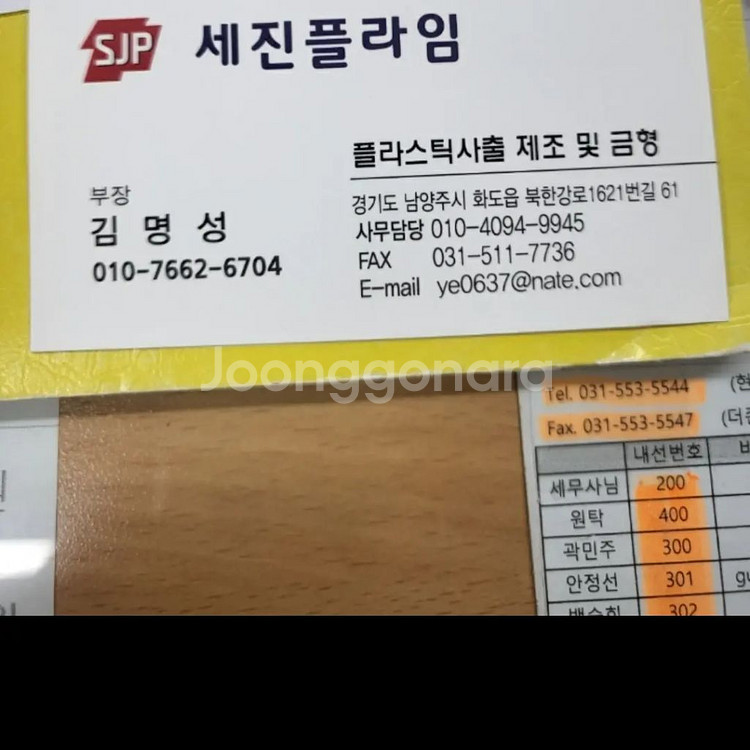 SJP 세진플라임
플라스틱사출 제조 및 금형
부장
김 명 성
010-7662-6704
경기도 남양주시 화도읍 북한강로1621번길 61
사무담당 010-4094-9945
FAX 031-511-7736
E-mail ye0637@nate.com
Joonggonara
Tel. 031-553-5544 (현
Fax. 031-553-5547 (더
내선번호
세무사님 200
원탁 400
곽민주 300
안정선 301
302